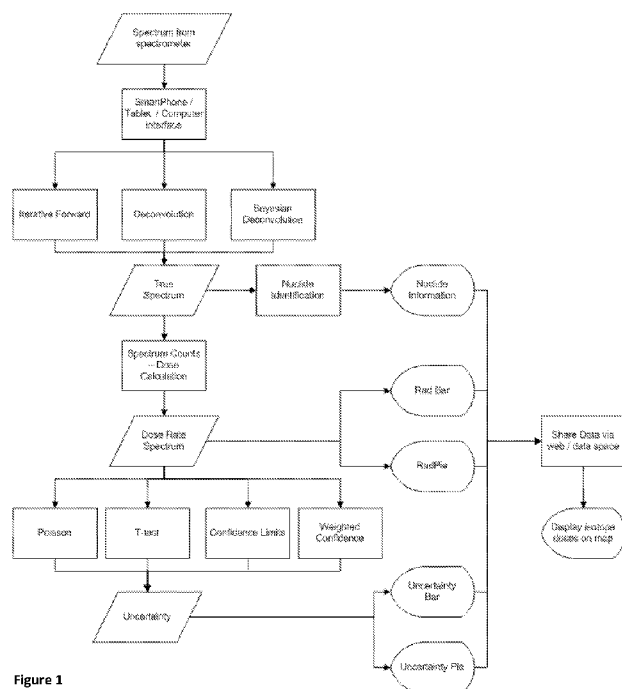 Spectrum from
spectrometer
SmartPhone /
Tablet / Computer
Interface
Iterative Forward
Deconvolution
Bayesian
Deconvolution
True
Spectrum
Nuclide
Identification
Nuclide
Information
Spectrum Counts
– Dose
Calculation
Rad Bar
Dose Rate
Spectrum
RadPie
Share Data via
web / data space
Poisson
T-test
Confidence Limits
Weighted
Confidence
Display isotope
doses on map
Uncertainty
Bar
Uncertainty
Uncertainty Pie
Figure 1